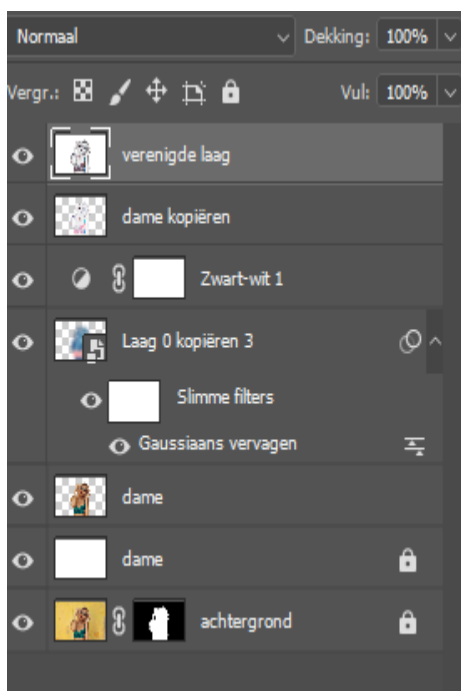 Normaal Dekking: 100%
Vergr.: Vul: 100%
verenigde laag
dame kopiëren
Zwart-wit 1
Laag 0 kopiëren 3
Slimme filters
Gaussiaans vervagen
dame
dame
achtergrond